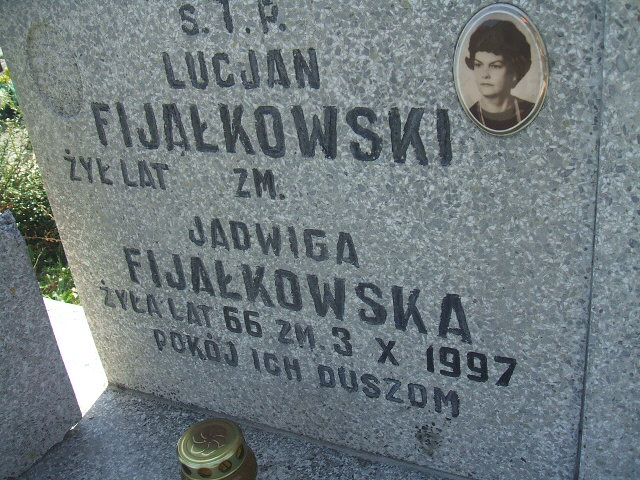 Ś.†P.
LUCJAN
FIJAŁKOWSKI
ŻYŁ LAT ZM.
JADWIGA
FIJAŁKOWSKA
ŻYŁA LAT 66 ZM. 3 X 1997
POKÓJ ICH DUSZOM